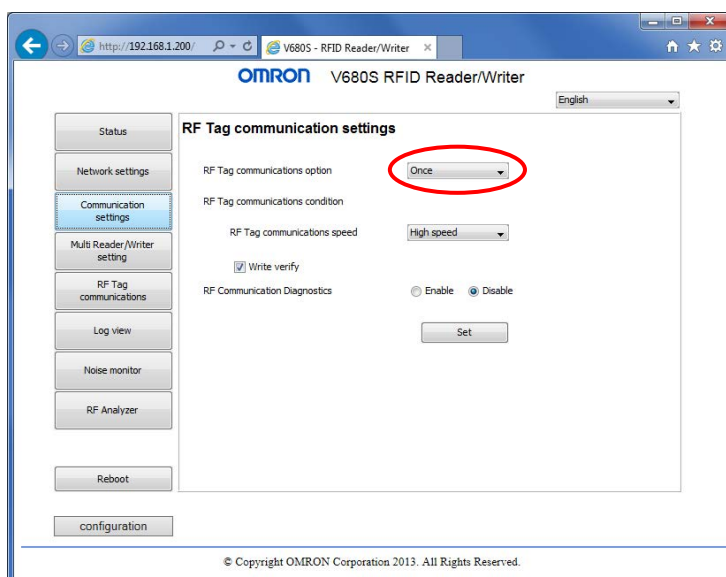 http://192.168.1.200/
V680S - RFID Reader/Writer
OMRON V680S RFID Reader/Writer
English
Status
Network settings
Communication
settings
Multi Reader/Writer
setting
RF Tag
communications
Log view
Noise monitor
RF Analyzer
Reboot
configuration
RF Tag communication settings
RF Tag communications option Once
RF Tag communications condition
RF Tag communications speed High speed
Write verify
RF Communication Diagnostics Enable Disable
Set
© Copyright OMRON Corporation 2013. All Rights Reserved.